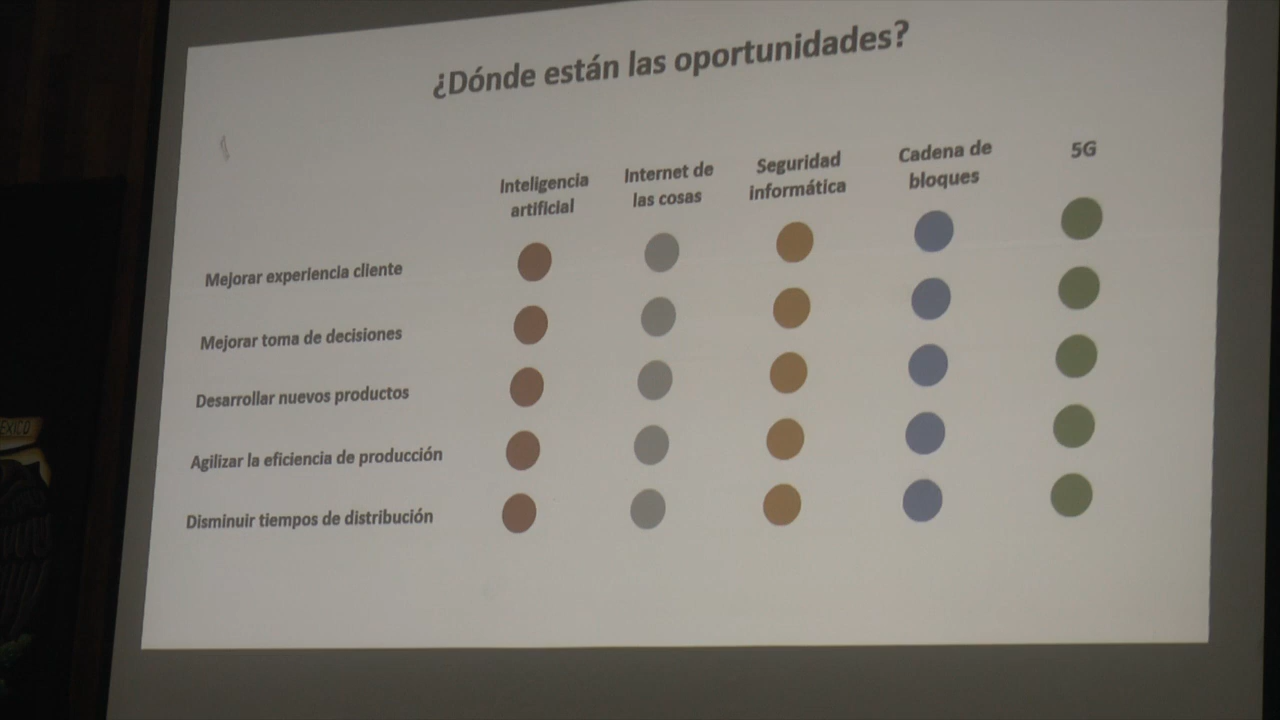 ¿Dónde están las oportunidades?
Inteligencia
artificial
Internet de
las cosas
Seguridad
informática
Cadena de
bloques
5G
Mejorar experiencia cliente
Mejorar toma de decisiones
Desarrollar nuevos productos
Agilizar la eficiencia de producción
Disminuir tiempos de distribución